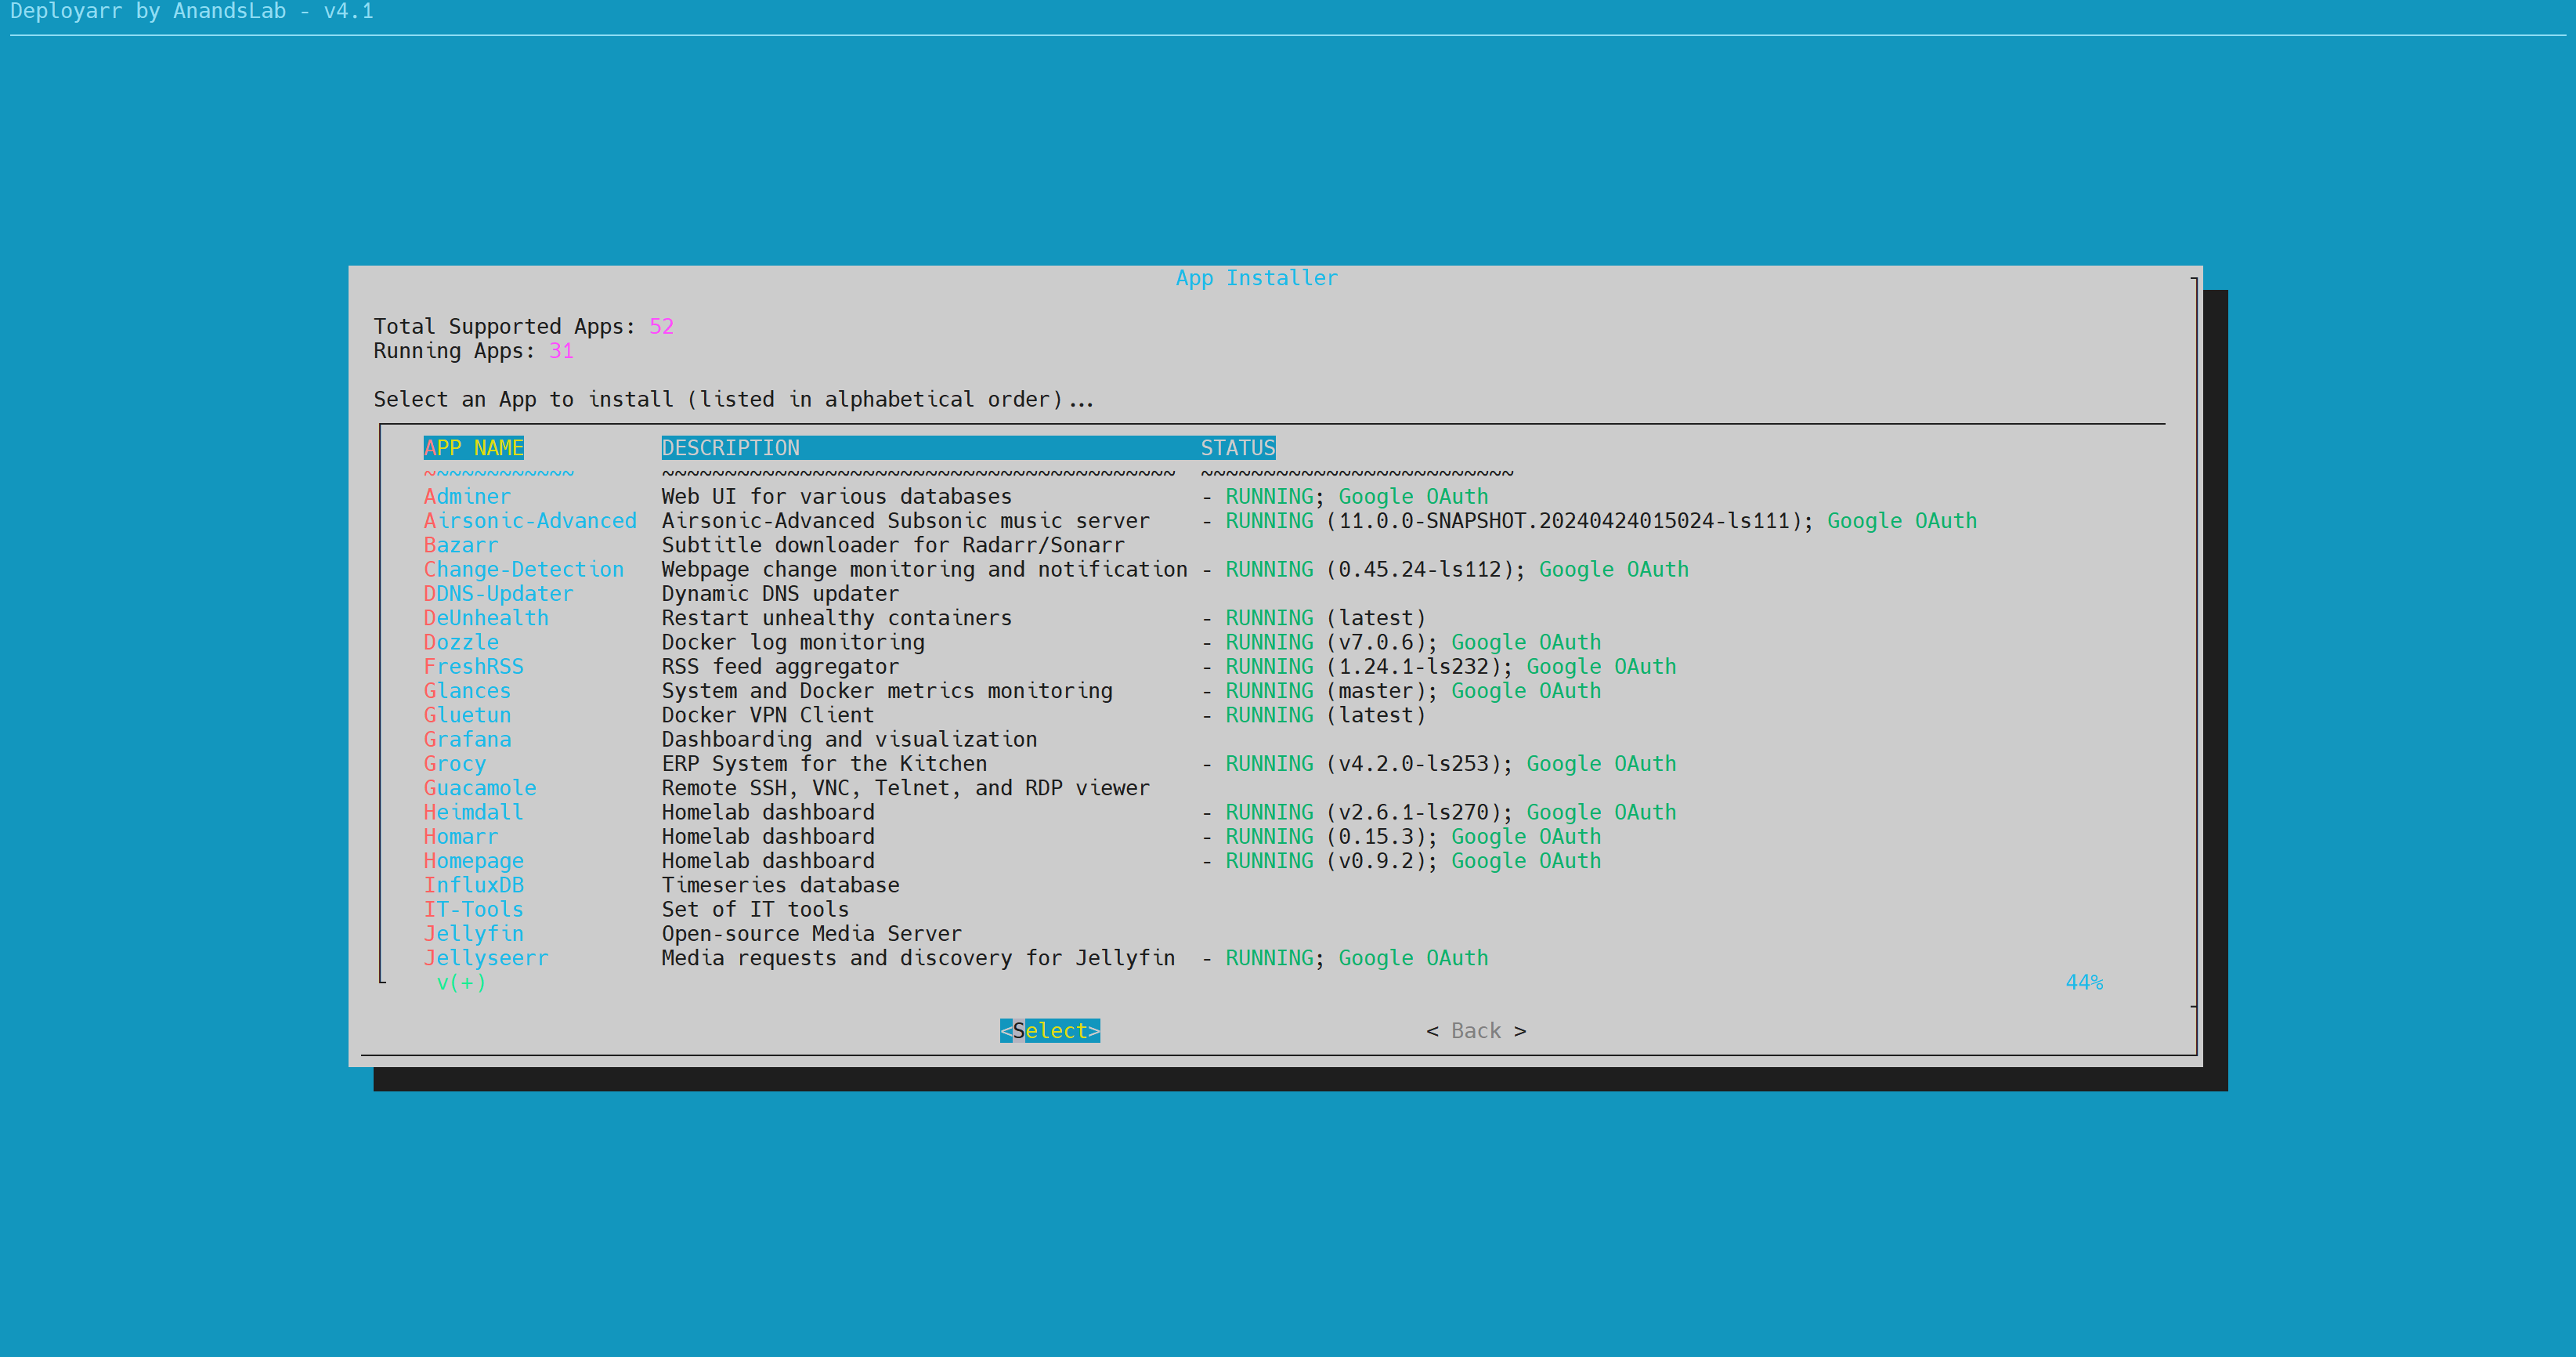 Deployarr by AnandsLab - v4.1
App Installer
Total Supported Apps: 52
Running Apps: 31
Select an App to install (listed in alphabetical order)...
APP NAME DESCRIPTION STATUS
~~~~~~~~~~~~ ~~~~~~~~~~~~~~~~~~~~~~~~~~~~~~~~~~~~~~~~~ ~~~~~~~~~~~~~~~~~~~~~~~~~
Adminer Web UI for various databases - RUNNING; Google OAuth
Airsonic-Advanced Airsonic-Advanced Subsonic music server - RUNNING (11.0.0-SNAPSHOT.20240424015024-ls111); Google OAuth
Bazarr Subtitle downloader for Radarr/Sonarr
Change-Detection Webpage change monitoring and notification - RUNNING (0.45.24-ls112); Google OAuth
DDNS-Updater Dynamic DNS updater
DeUnhealth Restart unhealthy containers - RUNNING (latest)
Dozzle Docker log monitoring - RUNNING (v7.0.6); Google OAuth
FreshRSS RSS feed aggregator - RUNNING (1.24.1-ls232); Google OAuth
Glances System and Docker metrics monitoring - RUNNING (master); Google OAuth
Gluetun Docker VPN Client - RUNNING (latest)
Grafana Dashboarding and visualization
Grocy ERP System for the Kitchen - RUNNING (v4.2.0-ls253); Google OAuth
Guacamole Remote SSH, VNC, Telnet, and RDP viewer
Heimdall Homelab dashboard - RUNNING (v2.6.1-ls270); Google OAuth
Homarr Homelab dashboard - RUNNING (0.15.3); Google OAuth
Homepage Homelab dashboard - RUNNING (v0.9.2); Google OAuth
InfluxDB Timeseries database
IT-Tools Set of IT tools
Jellyfin Open-source Media Server
Jellyseerr Media requests and discovery for Jellyfin - RUNNING; Google OAuth
v(+) 44%
<Select> < Back >